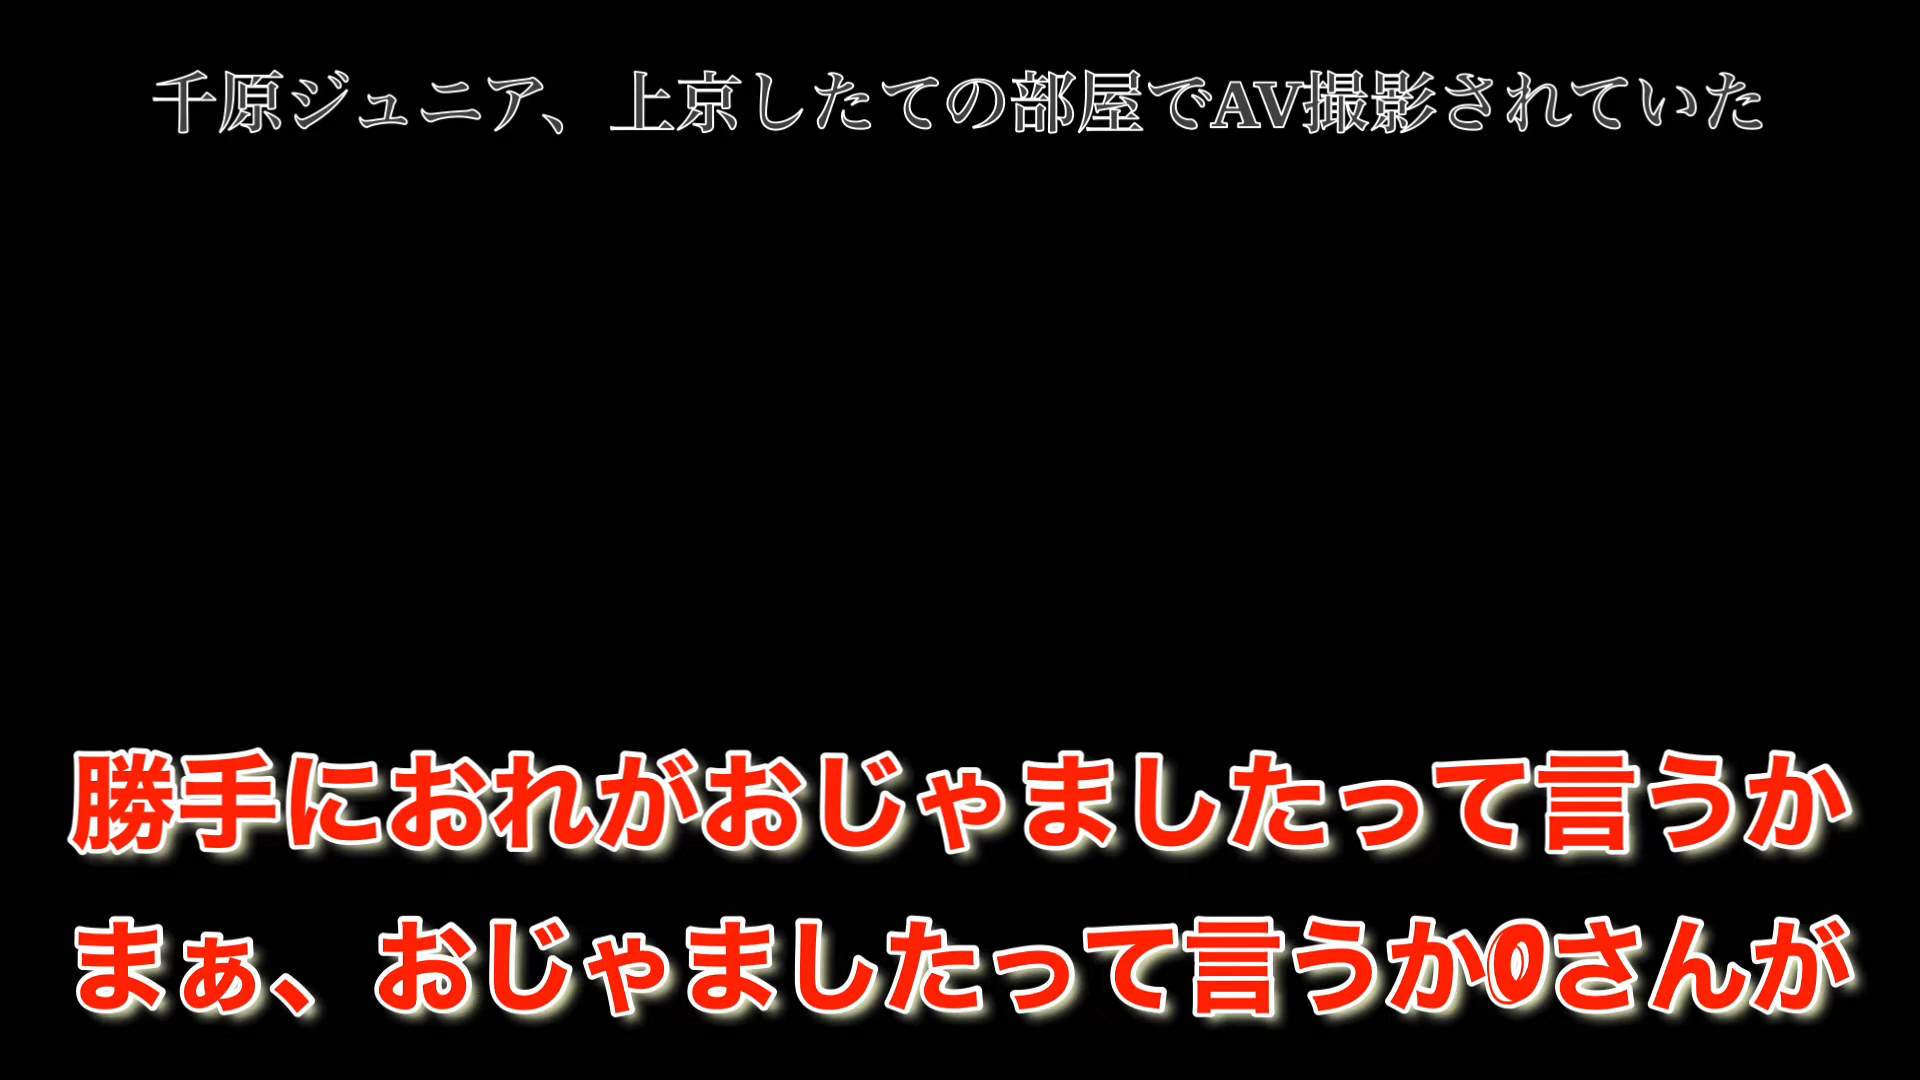 千原ジュニア、上京したての部屋でAV撮影されていた
勝手におれがおじゃましたって言うか
まぁ、おじゃましたって言うかOさんが